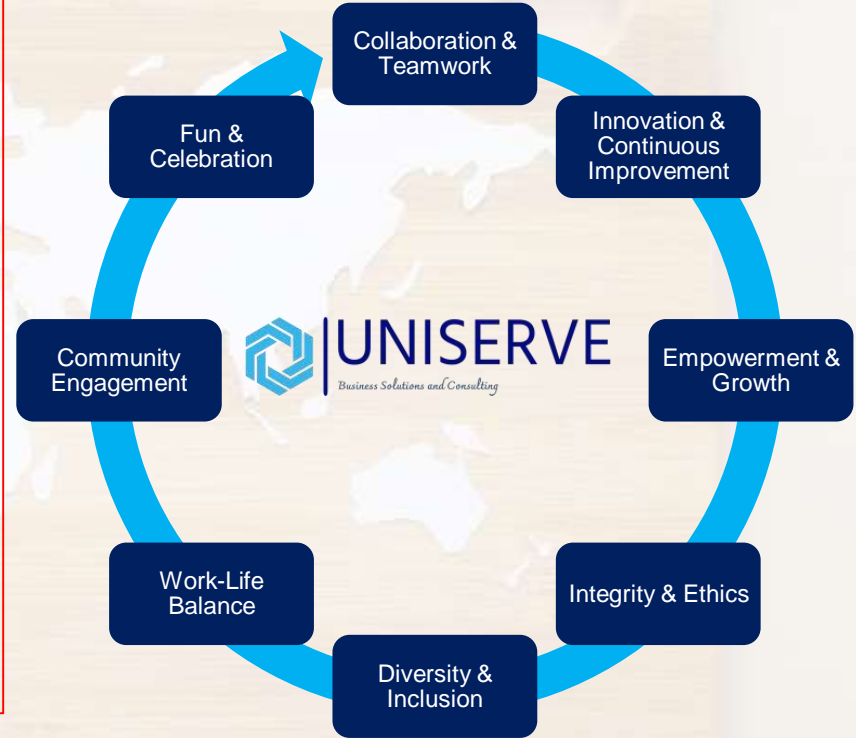 Collaboration &
Teamwork
Innovation &
Continuous
Improvement
Empowerment &
Growth
Integrity & Ethics
Diversity &
Inclusion
Work-Life
Balance
Community
Engagement
Fun &
Celebration
UNISERVE
Business Solutions and Consulting